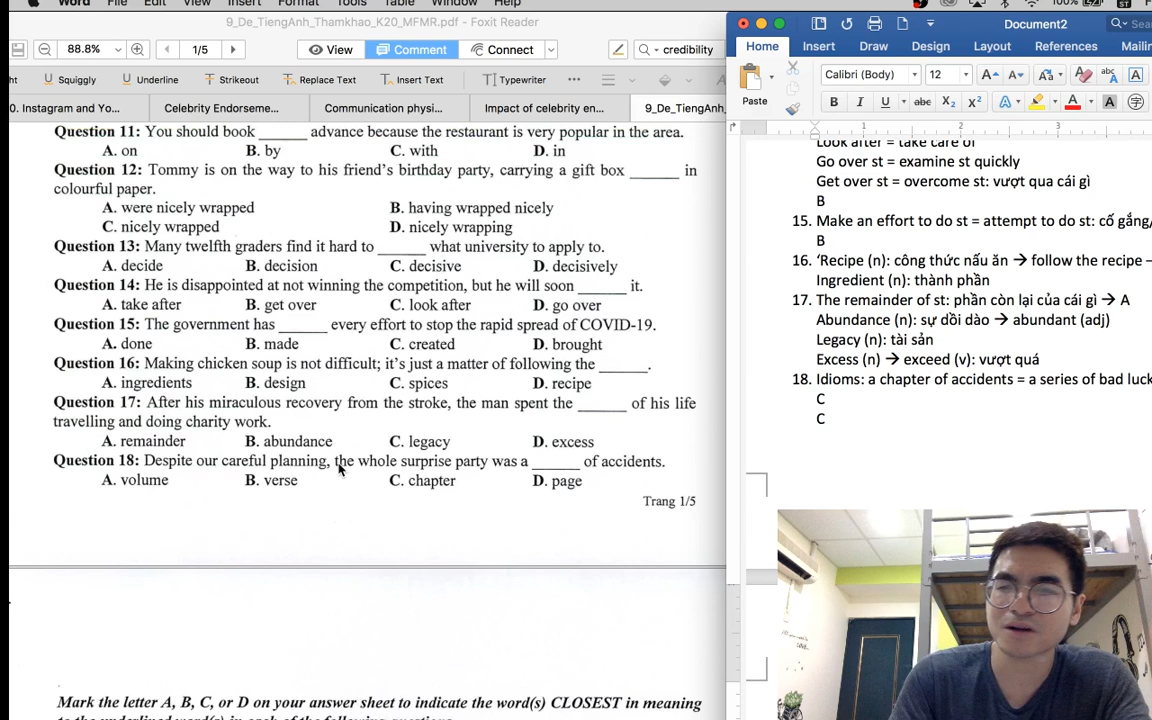 Word File Edit View Insert Format Tools Table Window Help 100%
9_De_TiengAnh_Thamkhao_K20_MFMR.pdf - Foxit Reader
88.8% 1/5 View Comment Connect credibility
Squiggly Underline Strikeout Replace Text Insert Text Typewriter
0. Instagram and Yo... Celebrity Endorseme... Communication physi... Impact of celebrity en... 9_De_TiengAnh_
Question 11: You should book ______ advance because the restaurant is very popular in the area.
A. on B. by C. with D. in
Question 12: Tommy is on the way to his friend's birthday party, carrying a gift box ______ in
colourful paper.
A. were nicely wrapped B. having wrapped nicely
C. nicely wrapped D. nicely wrapping
Question 13: Many twelfth graders find it hard to ______ what university to apply to.
A. decide B. decision C. decisive D. decisively
Question 14: He is disappointed at not winning the competition, but he will soon ______ it.
A. take after B. get over C. look after D. go over
Question 15: The government has ______ every effort to stop the rapid spread of COVID-19.
A. done B. made C. created D. brought
Question 16: Making chicken soup is not difficult; it's just a matter of following the ______.
A. ingredients B. design C. spices D. recipe
Question 17: After his miraculous recovery from the stroke, the man spent the ______ of his life
travelling and doing charity work.
A. remainder B. abundance C. legacy D. excess
Question 18: Despite our careful planning, the whole surprise party was a ______ of accidents.
A. volume B. verse C. chapter D. page
Trang 1/5
Mark the letter A, B, C, or D on your answer sheet to indicate the word(s) CLOSEST in meaning
Document2
Home Insert Draw Design Layout References Mailin
Paste Calibri (Body) 12
B I U abc X₂ X²
1 2 3
Look after = take care of
Go over st = examine st quickly
Get over st = overcome st: vượt qua cái gì
B
15. Make an effort to do st = attempt to do st: cố gắng/
B
16. ‘Recipe (n): công thức nấu ăn → follow the recipe –
Ingredient (n): thành phần
17. The remainder of st: phần còn lại của cái gì → A
Abundance (n): sự dồi dào → abundant (adj)
Legacy (n): tài sản
Excess (n) → exceed (v): vượt quá
18. Idioms: a chapter of accidents = a series of bad luck
C
C